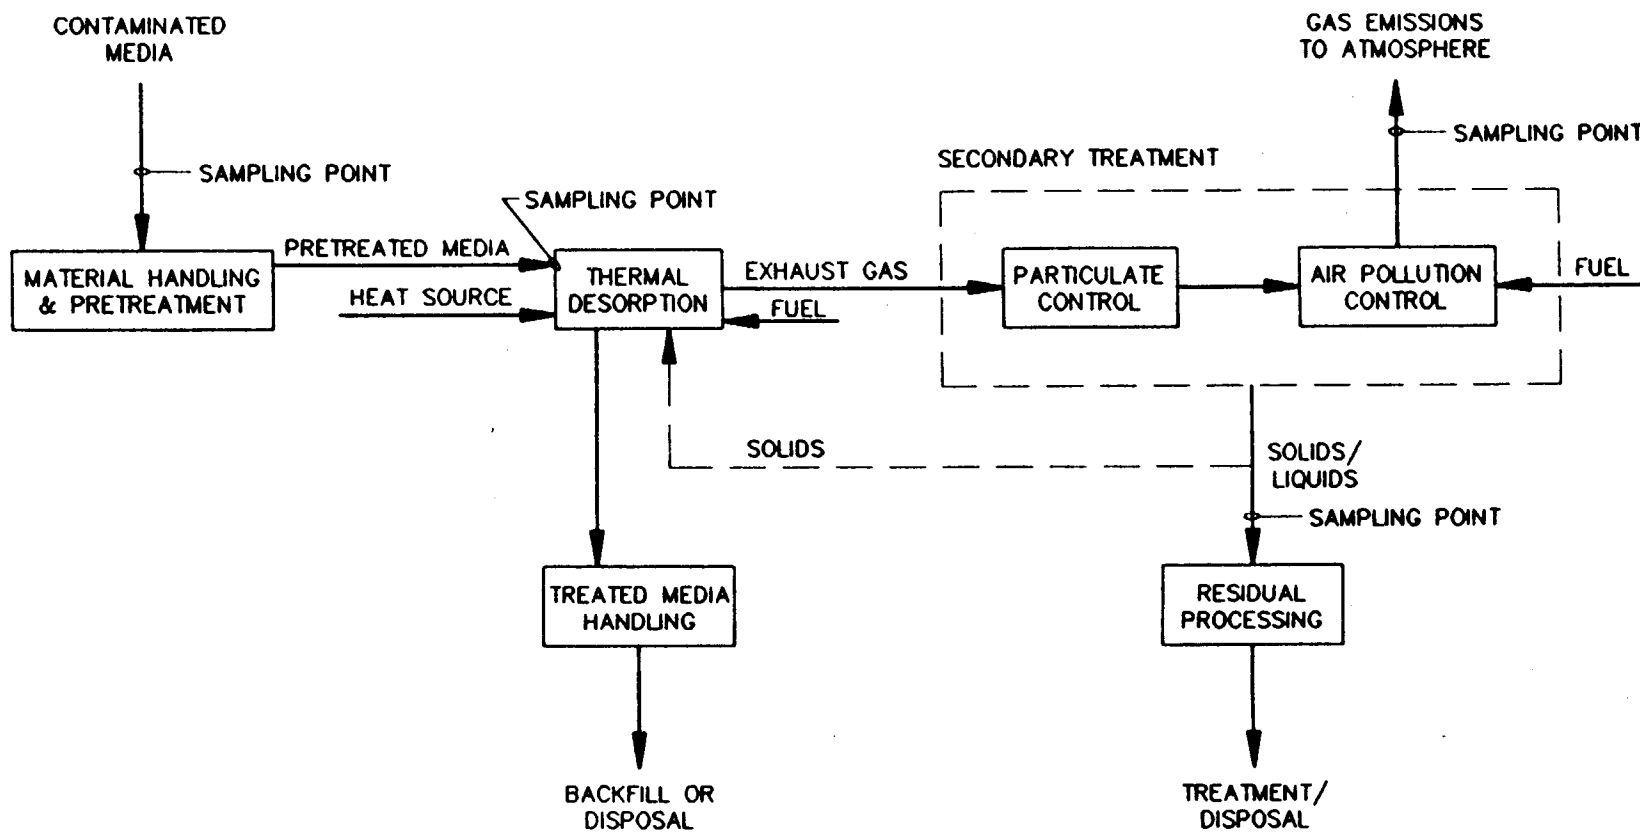 CONTAMINATED
MEDIA
GAS EMISSIONS
TO ATMOSPHERE
SAMPLING POINT
SECONDARY TREATMENT
SAMPLING POINT
SAMPLING POINT
PRETREATED MEDIA
MATERIAL HANDLING
& PRETREATMENT
HEAT SOURCE
THERMAL
DESORPTION
EXHAUST GAS
FUEL
PARTICULATE
CONTROL
AIR POLLUTION
CONTROL
FUEL
SOLIDS
SOLIDS/
LIQUIDS
SAMPLING POINT
TREATED MEDIA
HANDLING
RESIDUAL
PROCESSING
BACKFILL OR
DISPOSAL
TREATMENT/
DISPOSAL